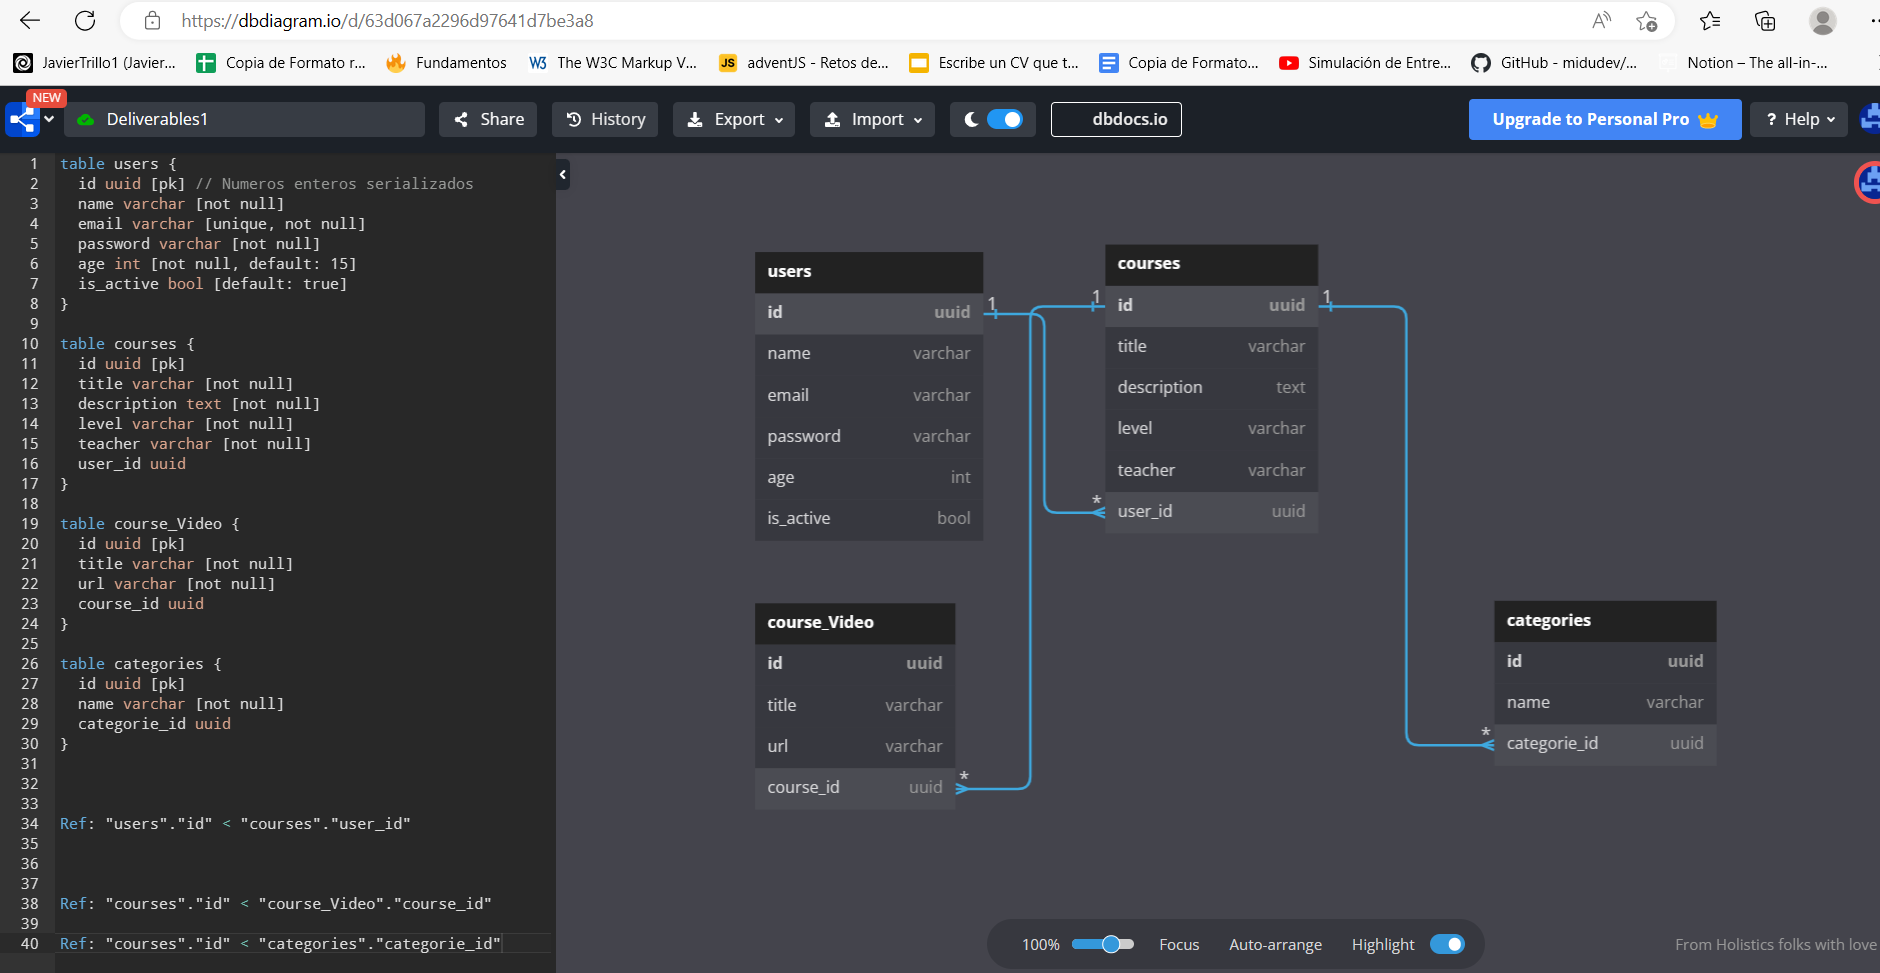 https://dbdiagram.io/d/63d067a2296d97641d7be3a8
JavierTrillo1 (Javier...
Copia de Formato r...
Fundamentos
W3 The W3C Markup V...
JS adventJS - Retos de...
Escribe un CV que t...
Copia de Formato...
Simulación de Entre...
GitHub - midudev/...
Notion – The all-in-...
NEW
Deliverables1
Share
History
Export
Import
dbdocs.io
Upgrade to Personal Pro
? Help
1 table users {
2 id uuid [pk] // Numeros enteros serializados
3 name varchar [not null]
4 email varchar [unique, not null]
5 password varchar [not null]
6 age int [not null, default: 15]
7 is_active bool [default: true]
8 }
9
10 table courses {
11 id uuid [pk]
12 title varchar [not null]
13 description text [not null]
14 level varchar [not null]
15 teacher varchar [not null]
16 user_id uuid
17 }
18
19 table course_Video {
20 id uuid [pk]
21 title varchar [not null]
22 url varchar [not null]
23 course_id uuid
24 }
25
26 table categories {
27 id uuid [pk]
28 name varchar [not null]
29 categorie_id uuid
30 }
31
32
33
34 Ref: "users"."id" < "courses"."user_id"
35
36
37
38 Ref: "courses"."id" < "course_Video"."course_id"
39
40 Ref: "courses"."id" < "categories"."categorie_id"
users
id uuid
name varchar
email varchar
password varchar
age int
is_active bool
1
1
courses
id uuid
title varchar
description text
level varchar
teacher varchar
user_id uuid
*
1
course_Video
id uuid
title varchar
url varchar
course_id uuid
*
categories
id uuid
name varchar
categorie_id uuid
*
100%
Focus
Auto-arrange
Highlight
From Holistics folks with love